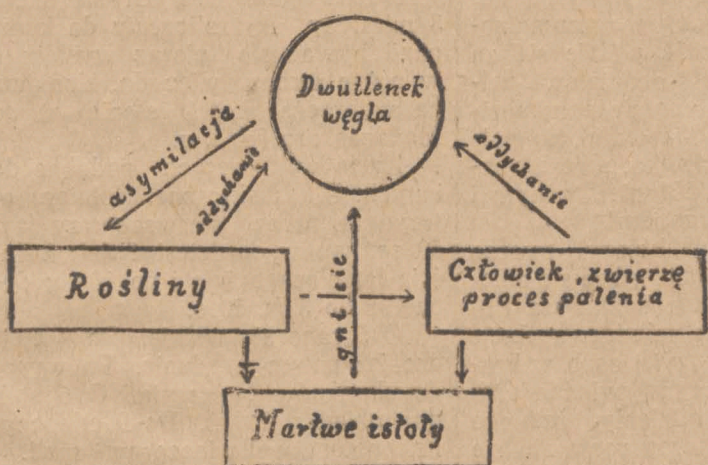 Dwutlenek
węgla
asymilacja
oddychanie
oddychanie
Rośliny
gnicie
Człowiek, zwierzę
proces palenia
Martwe istoty